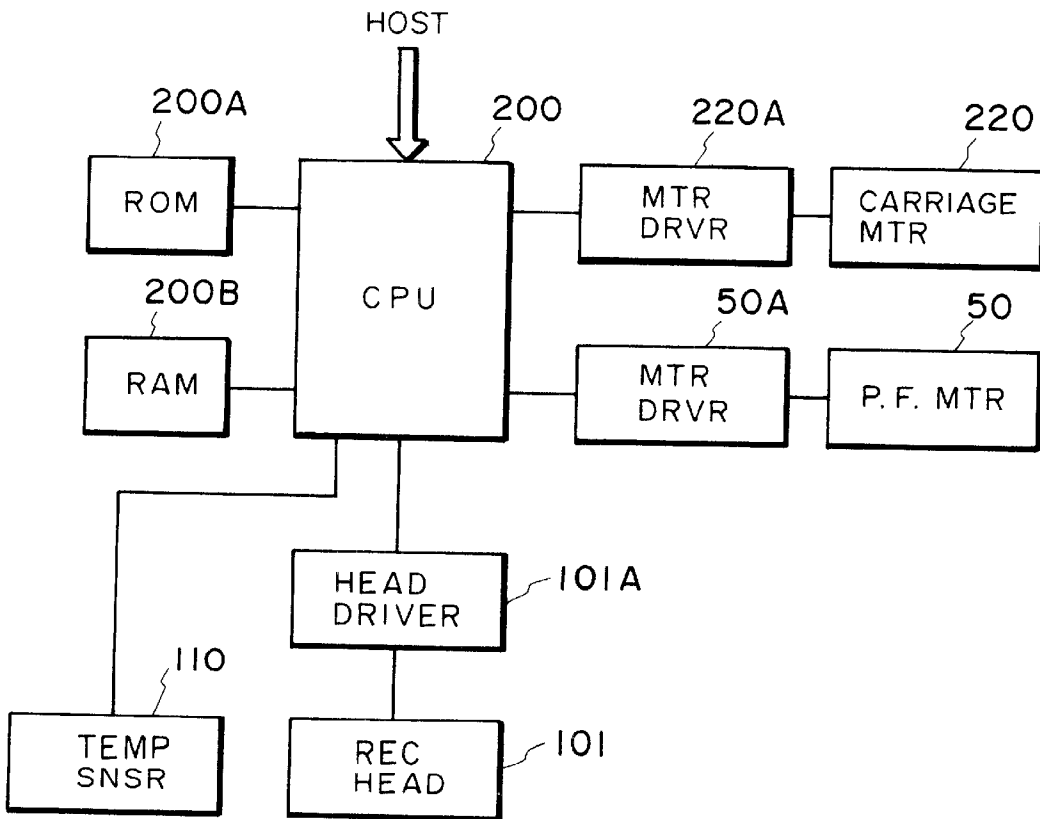 HOST
200A
200
220A
220
ROM
CPU
MTR
DRVR
CARRIAGE
MTR
200B
50A
50
RAM
MTR
DRVR
P. F. MTR
HEAD
DRIVER
101A
110
TEMP
SNSR
REC
HEAD
101